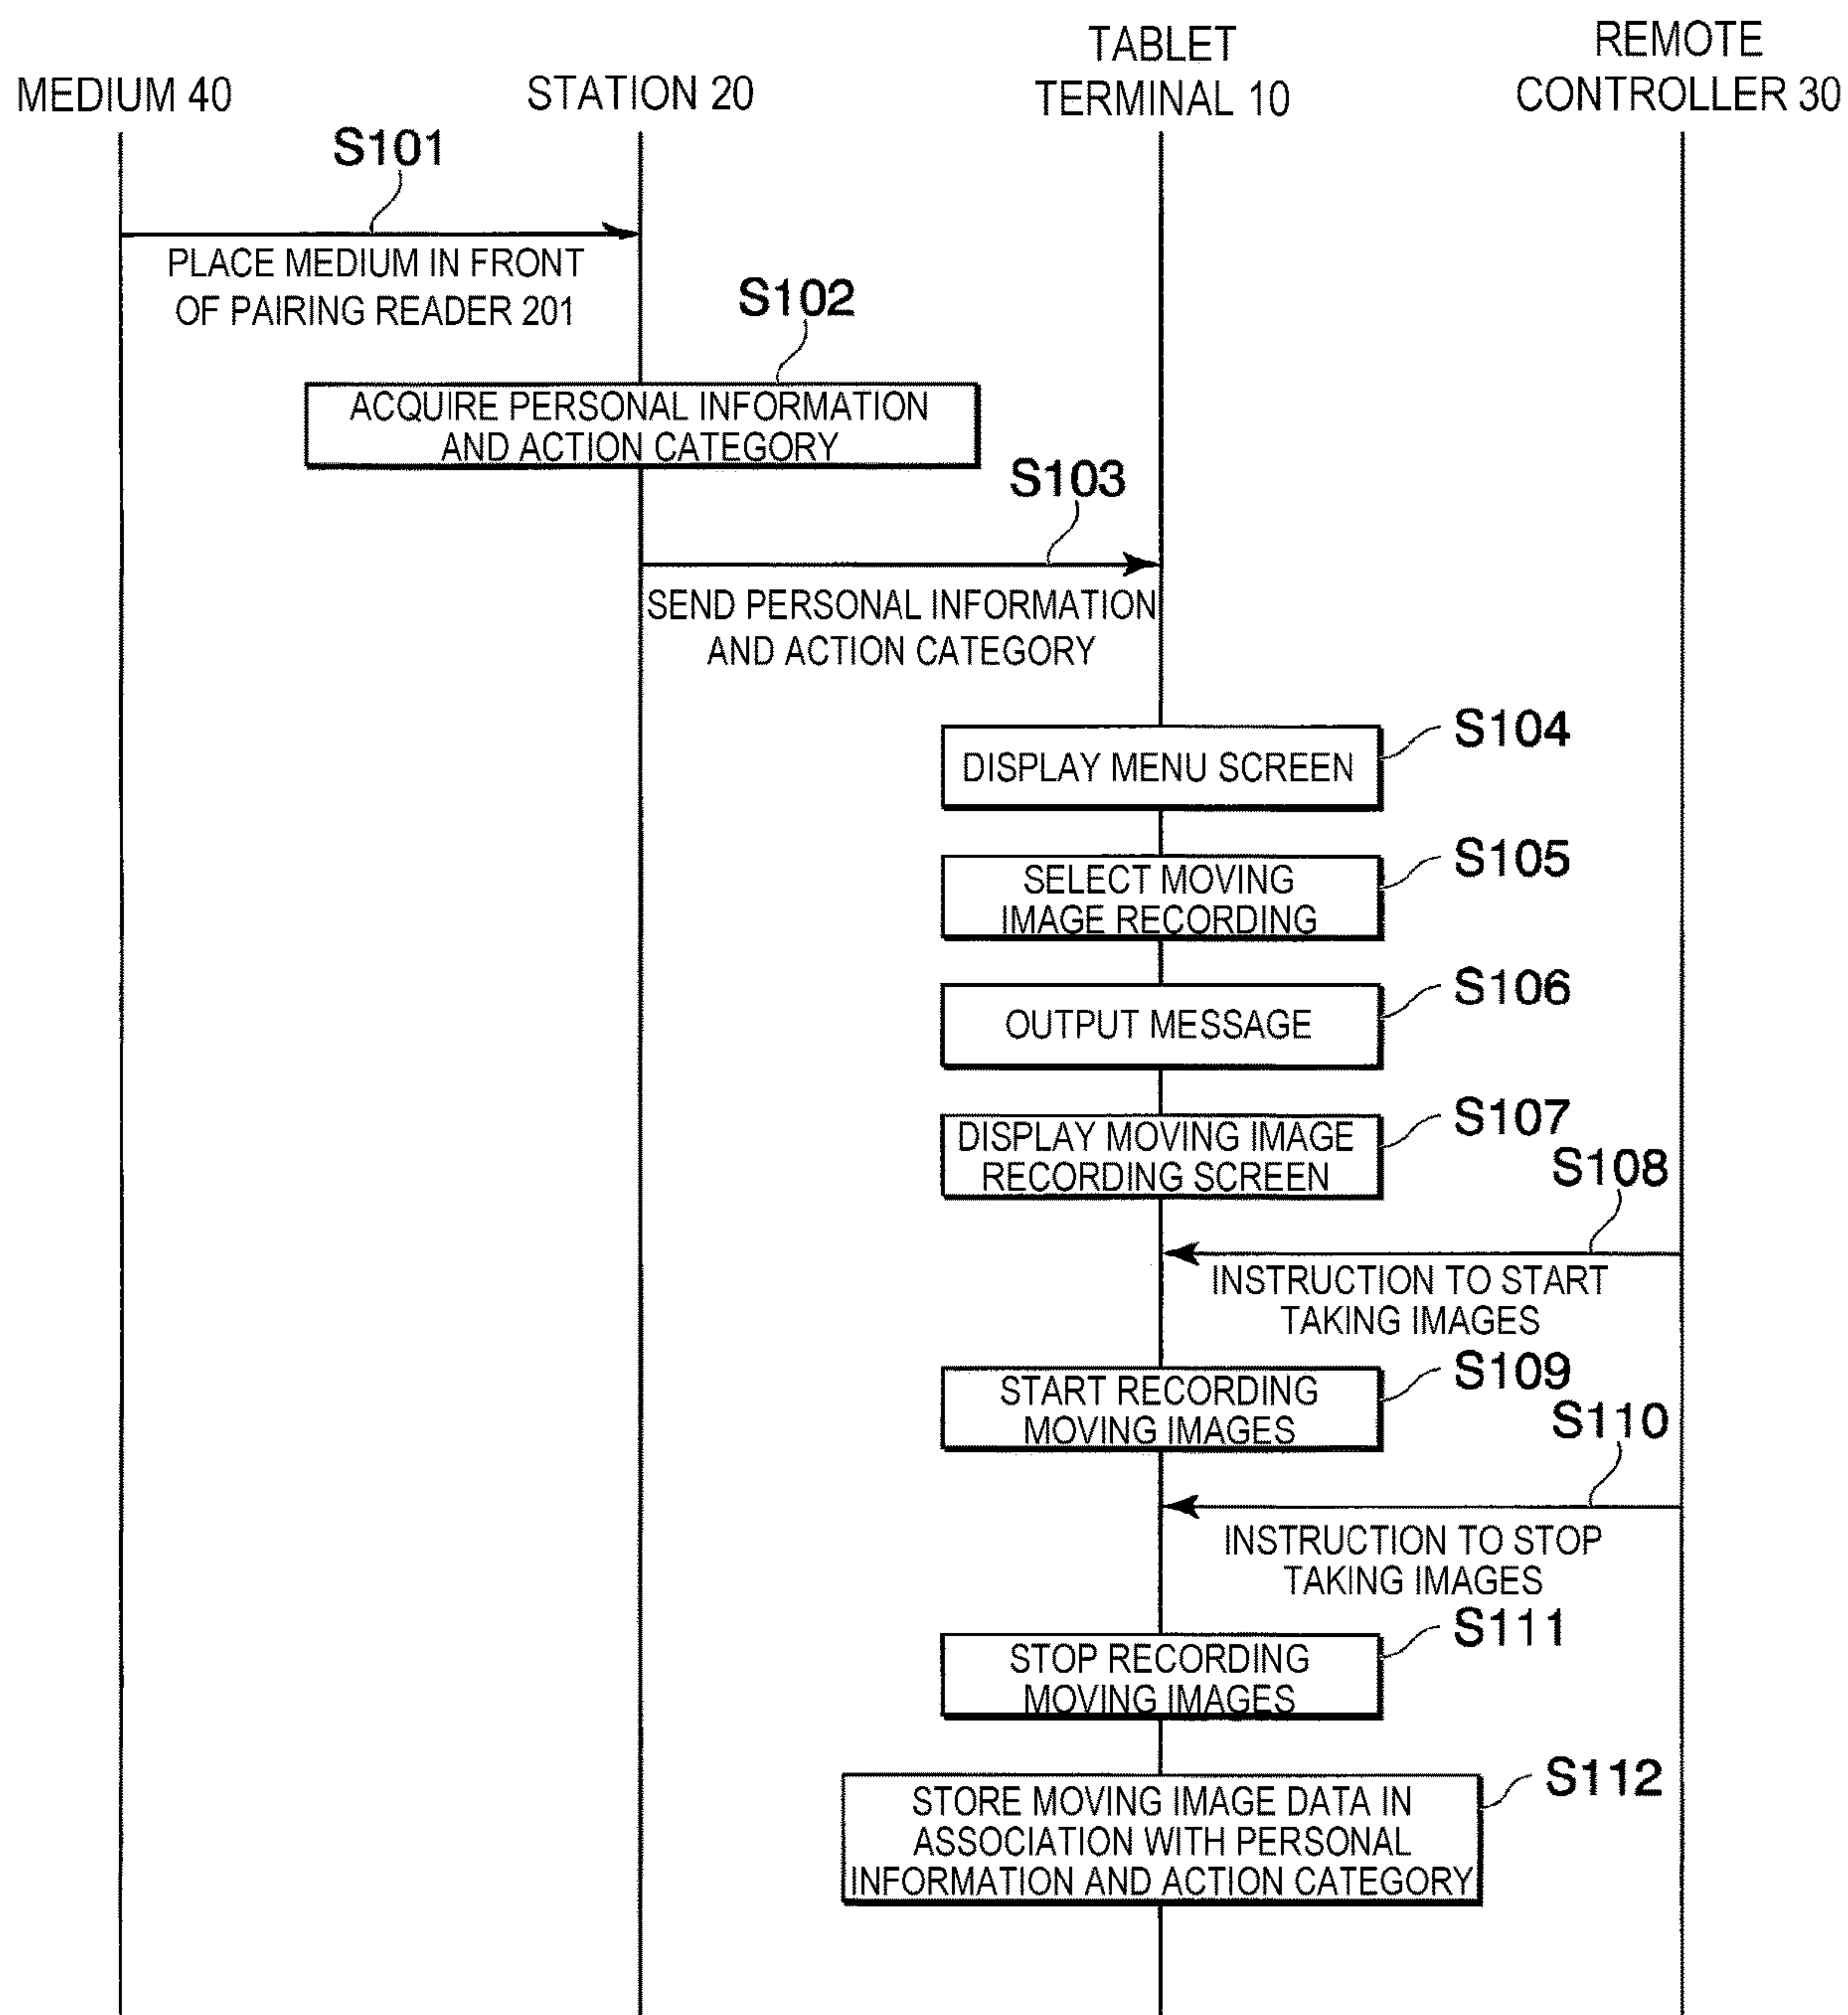 MEDIUM 40
STATION 20
TABLET
TERMINAL 10
REMOTE
CONTROLLER 30
S101
PLACE MEDIUM IN FRONT
OF PAIRING READER 201
S102
ACQUIRE PERSONAL INFORMATION
AND ACTION CATEGORY
S103
SEND PERSONAL INFORMATION
AND ACTION CATEGORY
S104
DISPLAY MENU SCREEN
S105
SELECT MOVING
IMAGE RECORDING
S106
OUTPUT MESSAGE
S107
DISPLAY MOVING IMAGE
RECORDING SCREEN
S108
INSTRUCTION TO START
TAKING IMAGES
S109
START RECORDING
MOVING IMAGES
S110
INSTRUCTION TO STOP
TAKING IMAGES
S111
STOP RECORDING
MOVING IMAGES
S112
STORE MOVING IMAGE DATA IN
ASSOCIATION WITH PERSONAL
INFORMATION AND ACTION CATEGORY